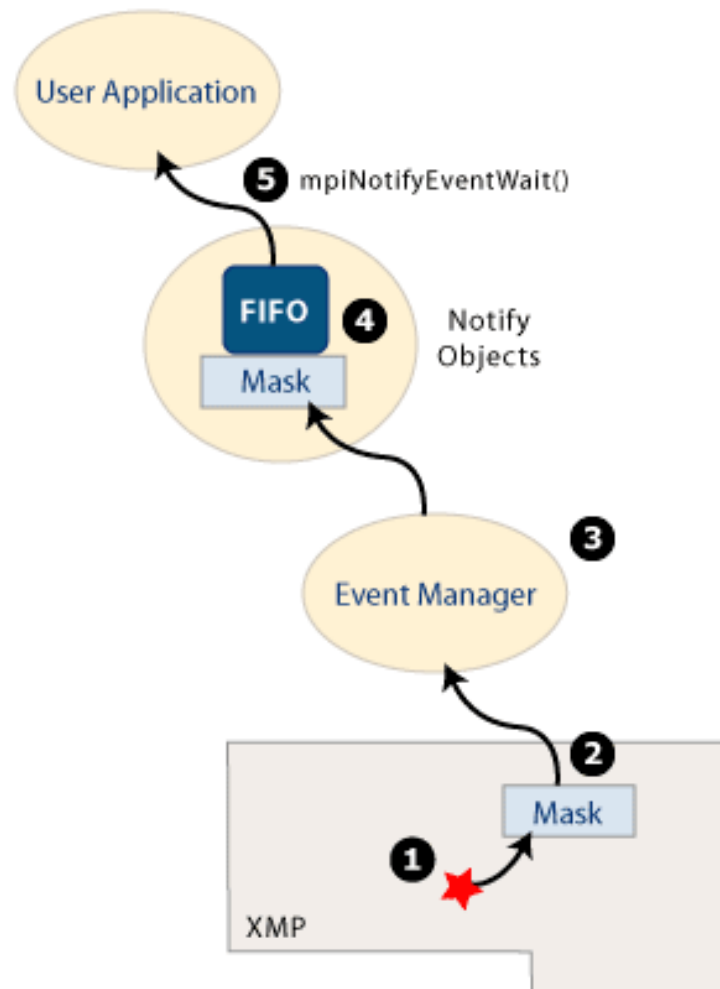 User Application
5 mpiNotifyEventWait()
FIFO
4
Notify
Objects
Mask
3
Event Manager
2
Mask
1
XMP